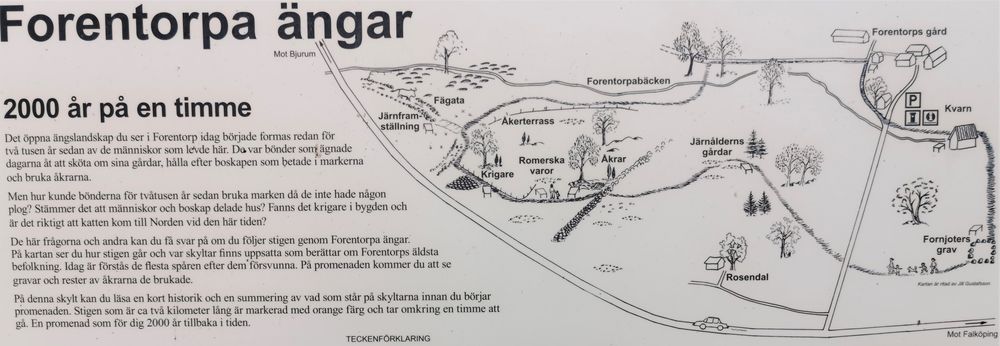 Forentorpa ängar
2000 år på en timme
Det öppna ängslandskap du ser i Forentorp idag började formas redan för
två tusen år sedan av de människor som levde här. De var bönder som ägnade
dagarna åt att sköta om sina gårdar, hålla efter boskapen som betade i markerna
och bruka åkrarna.
Men hur kunde bönderna för tvåtusen år sedan bruka marken då de inte hade någon
plog? Stämmer det att människor och boskap delade hus? Fanns det krigare i bygden och
är det riktigt att katten kom till Norden vid den här tiden?
De här frågorna och andra kan du få svar på om du följer stigen genom Forentorpa ängar.
På kartan ser du hur stigen går och var skyltar finns uppsatta som berättar om Forentorps äldsta
befolkning. Idag är förstås de flesta spåren efter dem försvunna. På promenaden kommer du att se
gravar och rester av åkrarna de brukade.
På denna skylt kan du läsa en kort historik och en summering av vad som står på skyltarna innan du börjar
promenaden. Stigen som är ca två kilometer lång är markerad med orange färg och tar omkring en timme att
gå. En promenad som för dig 2000 år tillbaka i tiden.
TECKENFÖRKLARING
Mot Bjurum
Forentorps gård
Forentorpabäcken
Fägata
P
Kvarn
Järnfram-
ställning
Åkerterrass
Järnålderns
gårdar
Romerska
varor
Åkrar
Krigare
Fornjoters
grav
Rosendal
Kartan är ritad av Jill Gustafsson
Mot Falköping